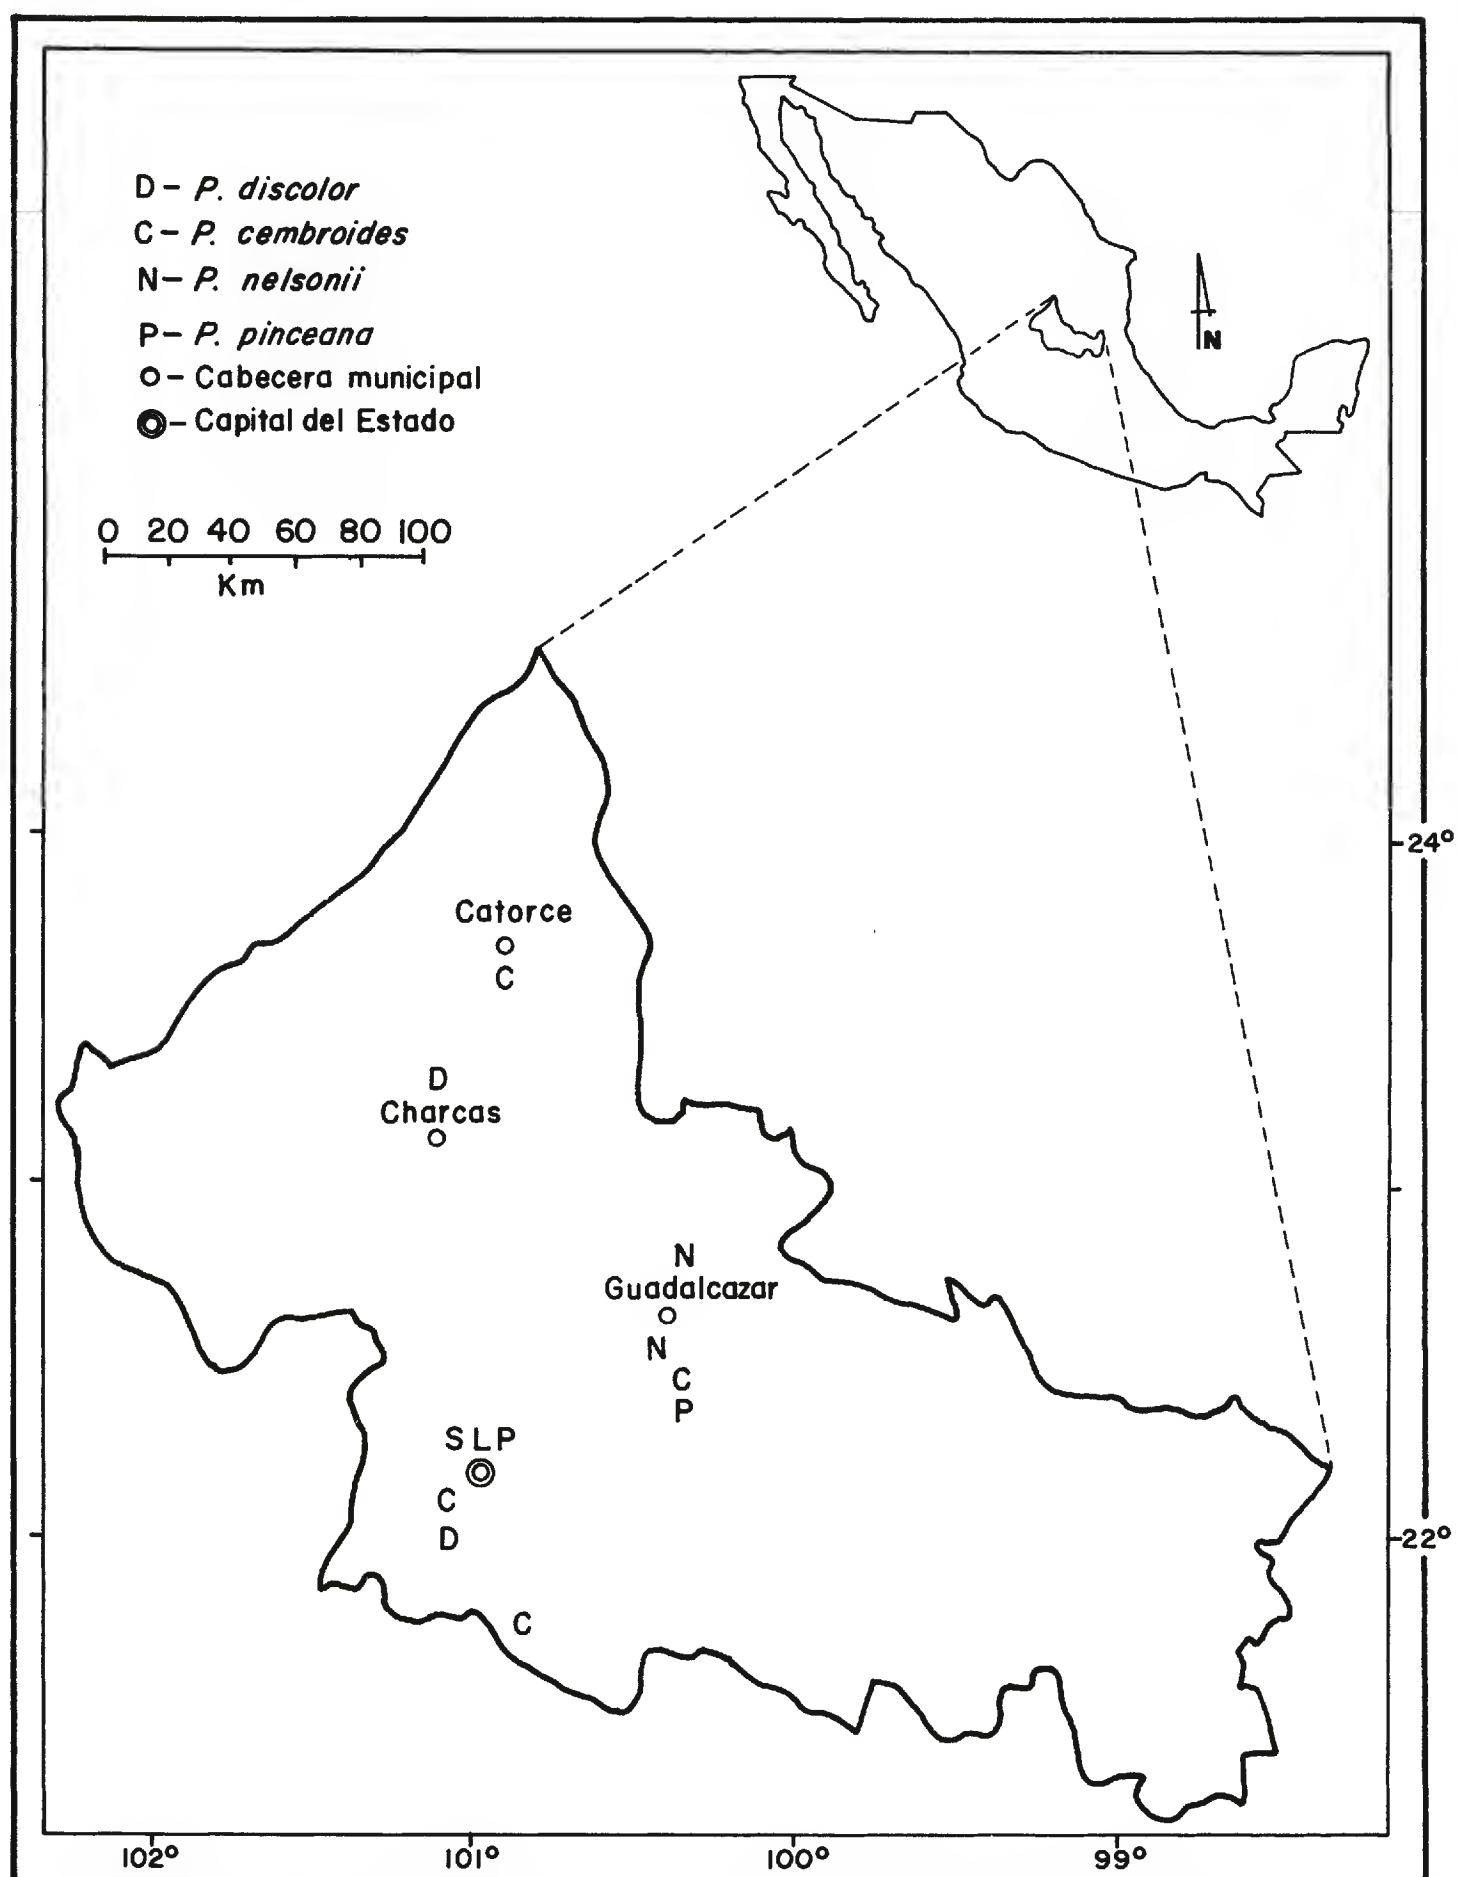 D – P. discolor
C – P. cembroides
N – P. nelsonii
P – P. pinceana
O – Cabecera municipal
◎ – Capital del Estado
0 20 40 60 80 100
Km
N
24°
Catorce
C
D
Charcas
N
Guadalcazar
N
C
P
SLP
C
D
22°
C
102° 101° 100° 99°